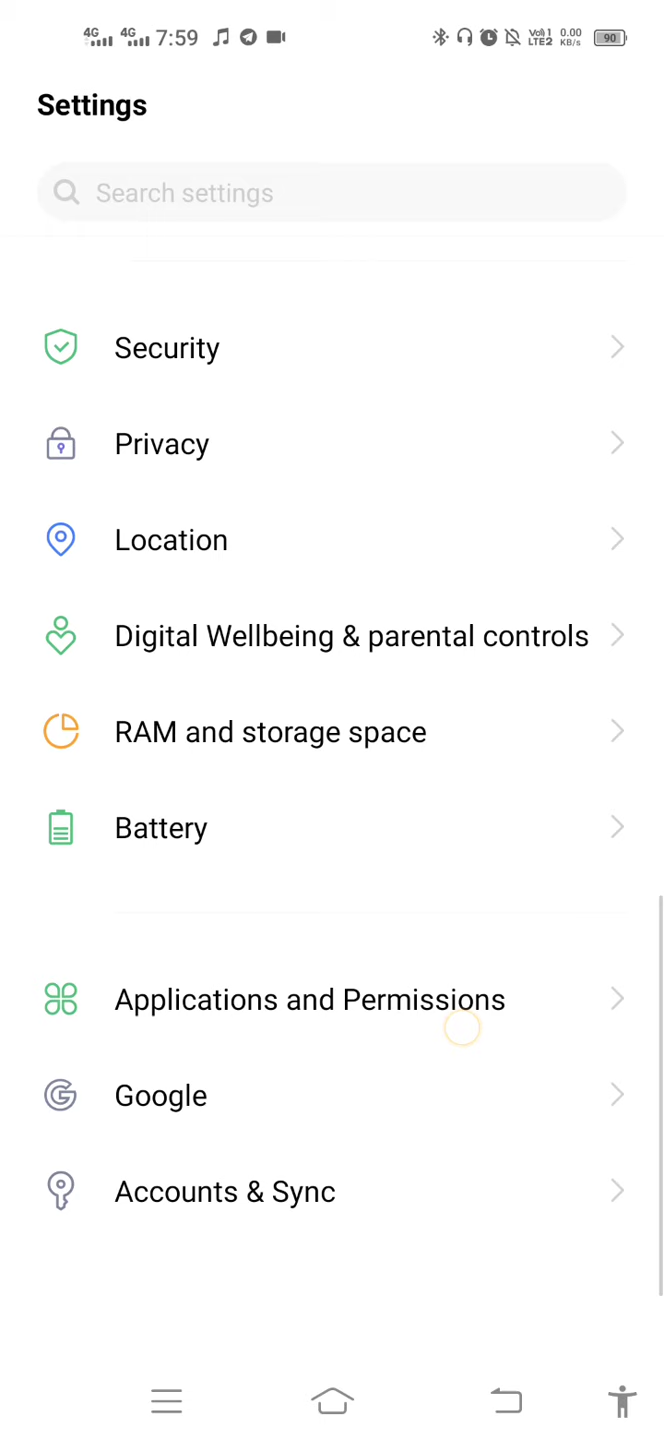 4G 4G 7:59 Vo)) 1 LTE2 0.00 KB/s 90
Settings
Search settings
Security
Privacy
Location
Digital Wellbeing & parental controls
RAM and storage space
Battery
Applications and Permissions
Google
Accounts & Sync